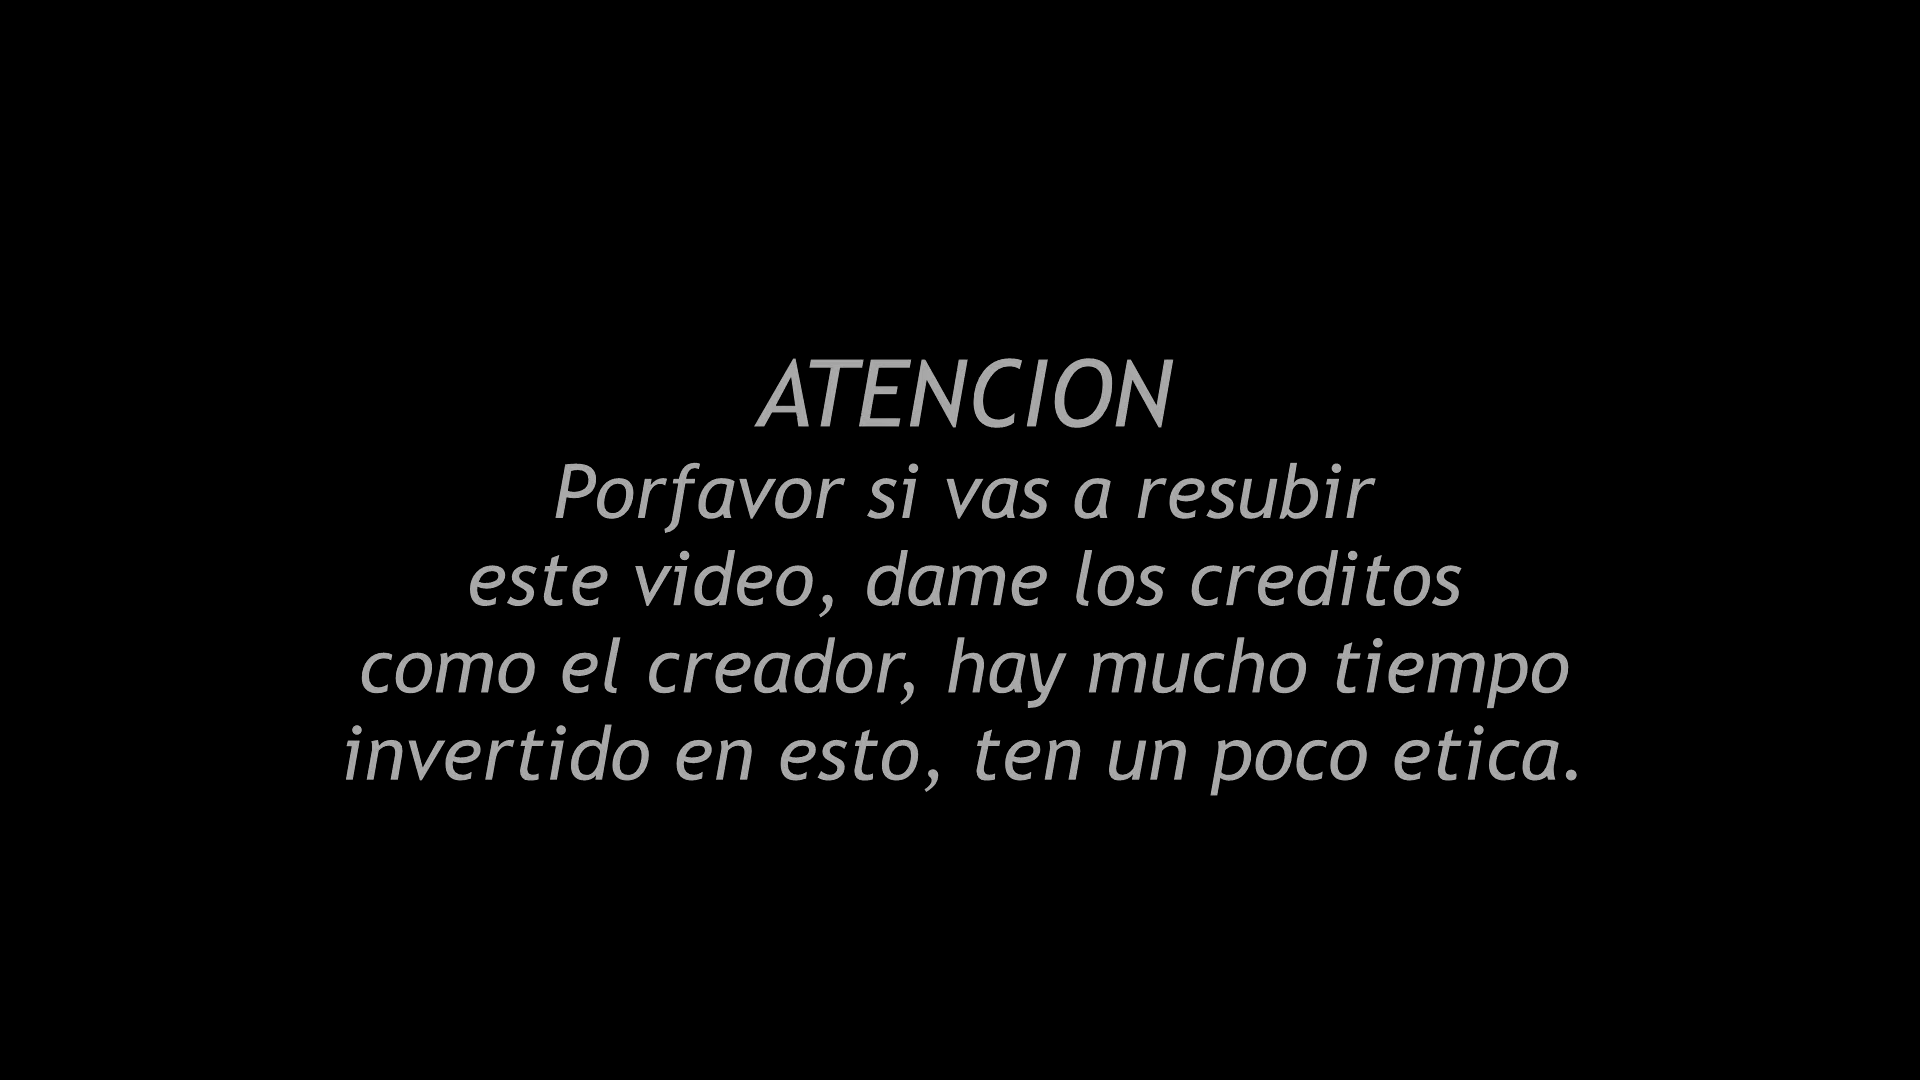 ATENCION
Porfavor si vas a resubir
este video, dame los creditos
como el creador, hay mucho tiempo
invertido en esto, ten un poco etica.